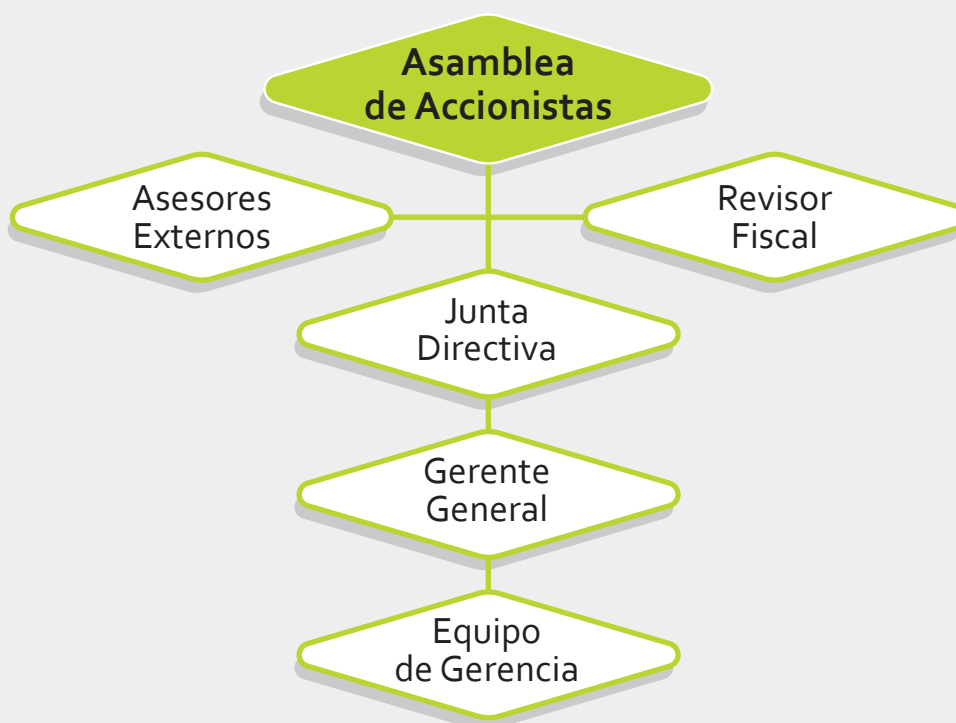 Asamblea
de Accionistas
Asesores
Externos
Revisor
Fiscal
Junta
Directiva
Gerente
General
Equipo
de Gerencia